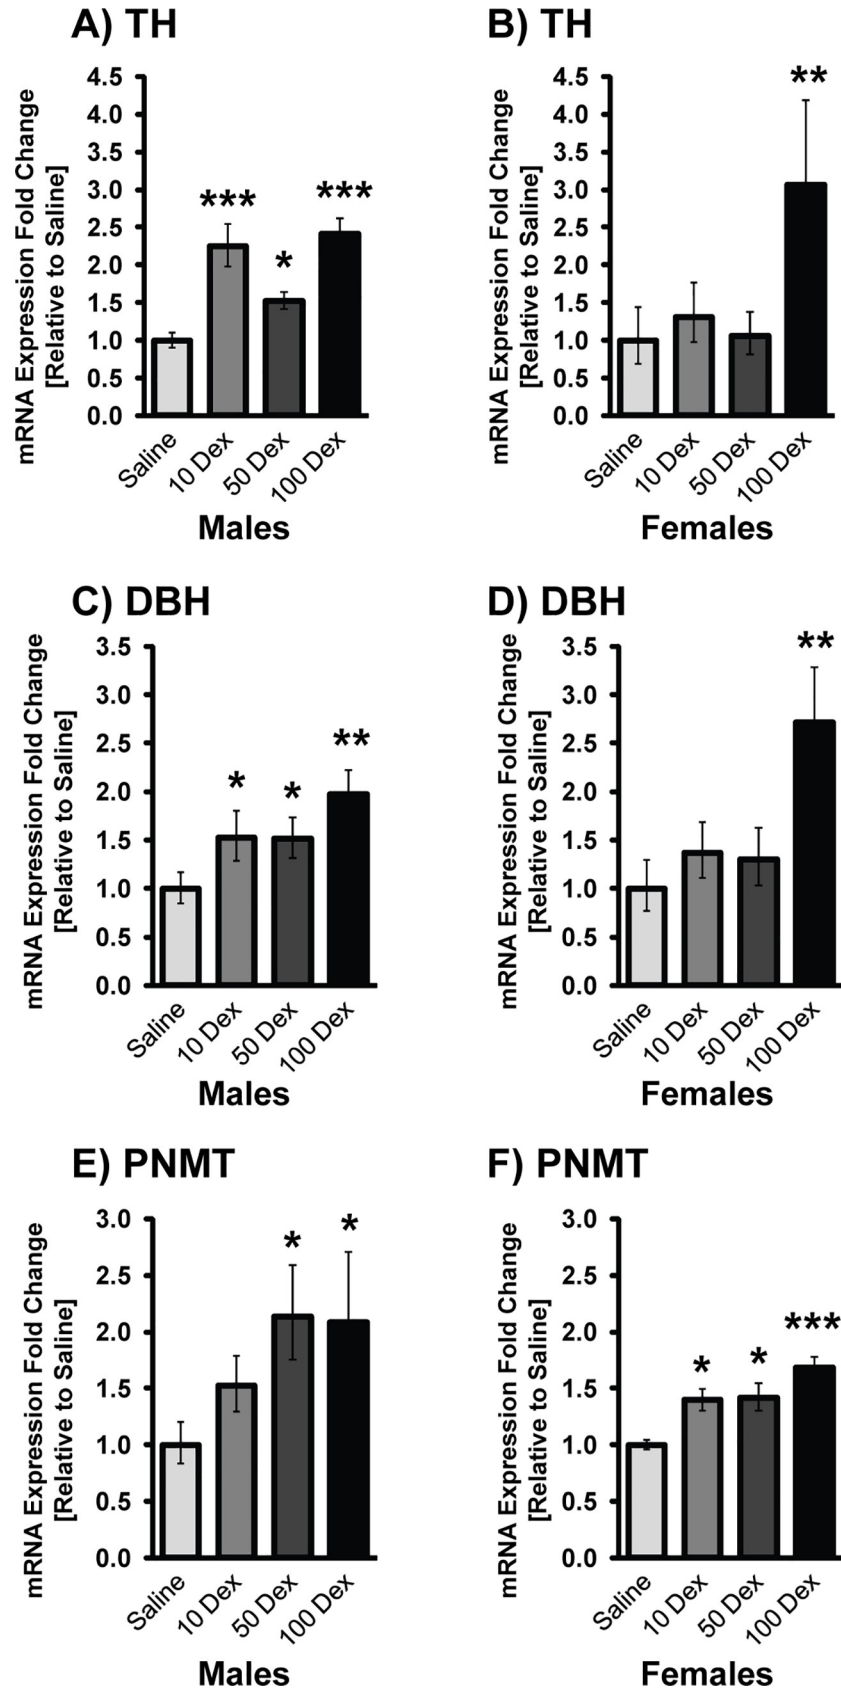 A) TH
mRNA Expression Fold Change
[Relative to Saline]
4.5
4.0
3.5
3.0
2.5
2.0
1.5
1.0
0.5
0.0
***
*
***
Saline
10 Dex
50 Dex
100 Dex
Males
B) TH
mRNA Expression Fold Change
[Relative to Saline]
4.5
4.0
3.5
3.0
2.5
2.0
1.5
1.0
0.5
0.0
**
Saline
10 Dex
50 Dex
100 Dex
Females
C) DBH
mRNA Expression Fold Change
[Relative to Saline]
3.5
3.0
2.5
2.0
1.5
1.0
0.5
0.0
*
*
**
Saline
10 Dex
50 Dex
100 Dex
Males
D) DBH
mRNA Expression Fold Change
[Relative to Saline]
3.5
3.0
2.5
2.0
1.5
1.0
0.5
0.0
**
Saline
10 Dex
50 Dex
100 Dex
Females
E) PNMT
mRNA Expression Fold Change
[Relative to Saline]
3.0
2.5
2.0
1.5
1.0
0.5
0.0
*
*
Saline
10 Dex
50 Dex
100 Dex
Males
F) PNMT
mRNA Expression Fold Change
[Relative to Saline]
3.0
2.5
2.0
1.5
1.0
0.5
0.0
*
*
***
Saline
10 Dex
50 Dex
100 Dex
Females